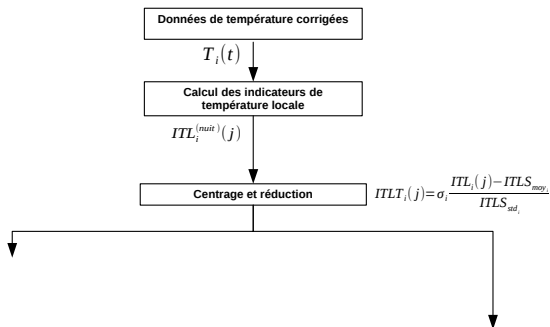 Données de température corrigées
T_i(t)
Calcul des indicateurs de
température locale
ITL_i^(nuit)(j)
Centrage et réduction
ITLT_i(j)=σ_i (ITL_i(j)−ITLS_moy_i)/ITLS_std_i